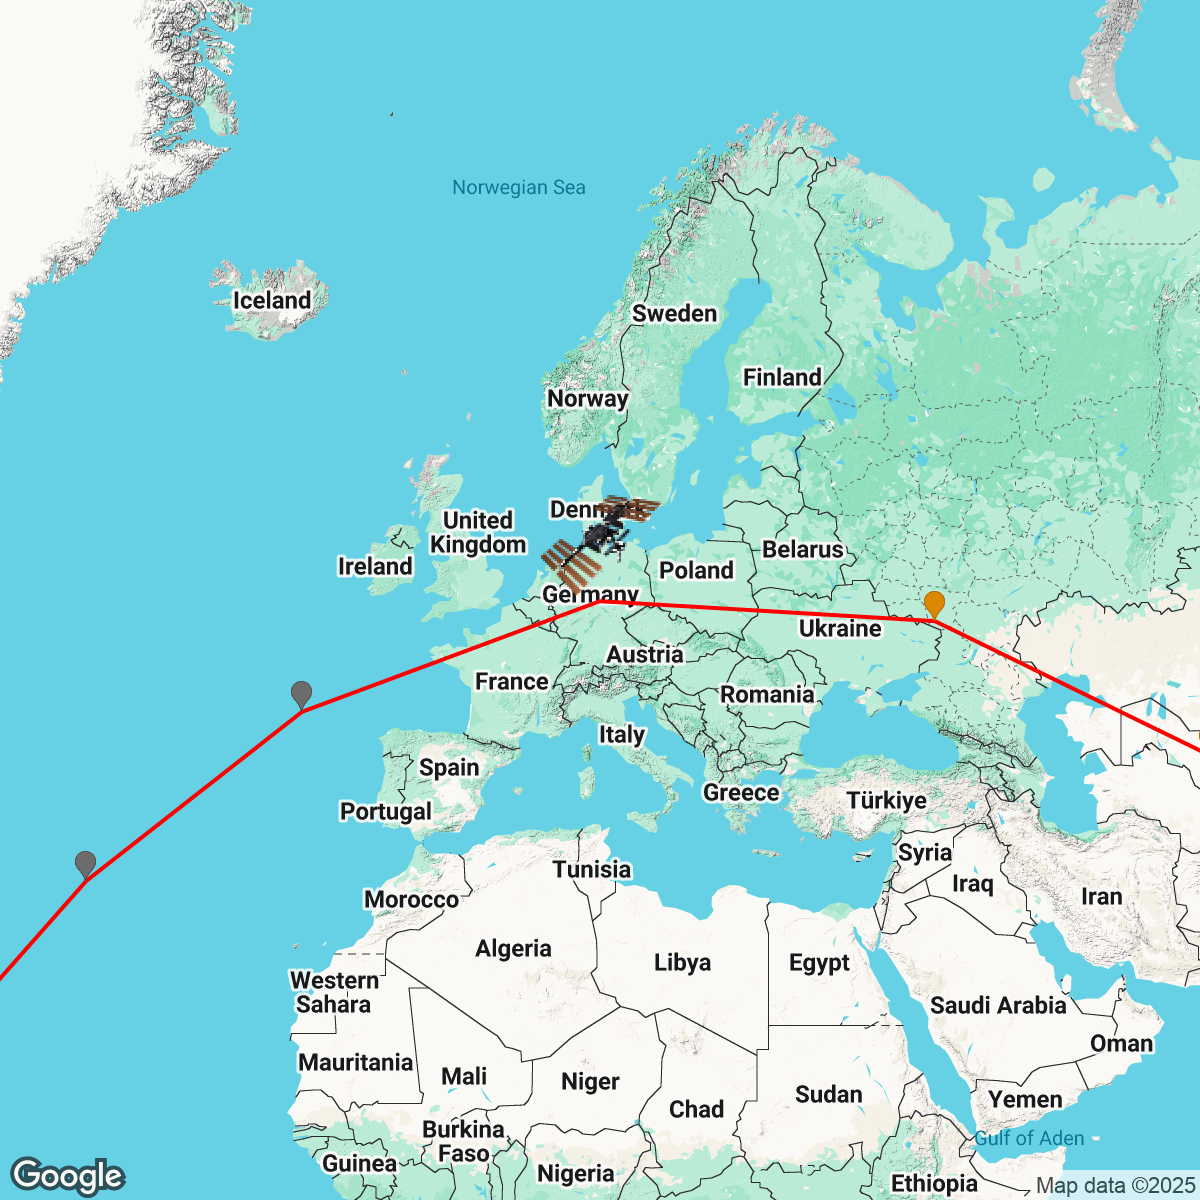 Norwegian Sea
Iceland
Sweden
Finland
Norway
United
Kingdom
Ireland
Belarus
Poland
Germany
Ukraine
Austria
France
Romania
Italy
Spain
Greece
Türkiye
Portugal
Syria
Tunisia
Iraq
Iran
Morocco
Algeria
Libya
Egypt
Western
Sahara
Saudi Arabia
Oman
Mauritania
Mali
Niger
Sudan
Yemen
Chad
Burkina
Faso
Gulf of Aden
Guinea
Nigeria
Ethiopia
Google
Map data ©2025